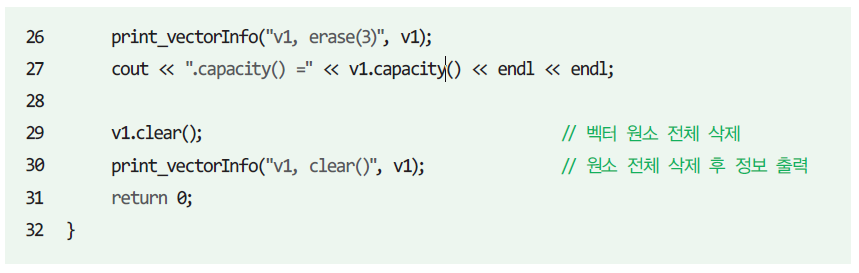 26 print_vectorInfo("v1, erase(3)", v1);
27 cout << ".capacity() =" << v1.capacity() << endl << endl;
28
29 v1.clear(); // 벡터 원소 전체 삭제
30 print_vectorInfo("v1, clear()", v1); // 원소 전체 삭제 후 정보 출력
31 return 0;
32 }